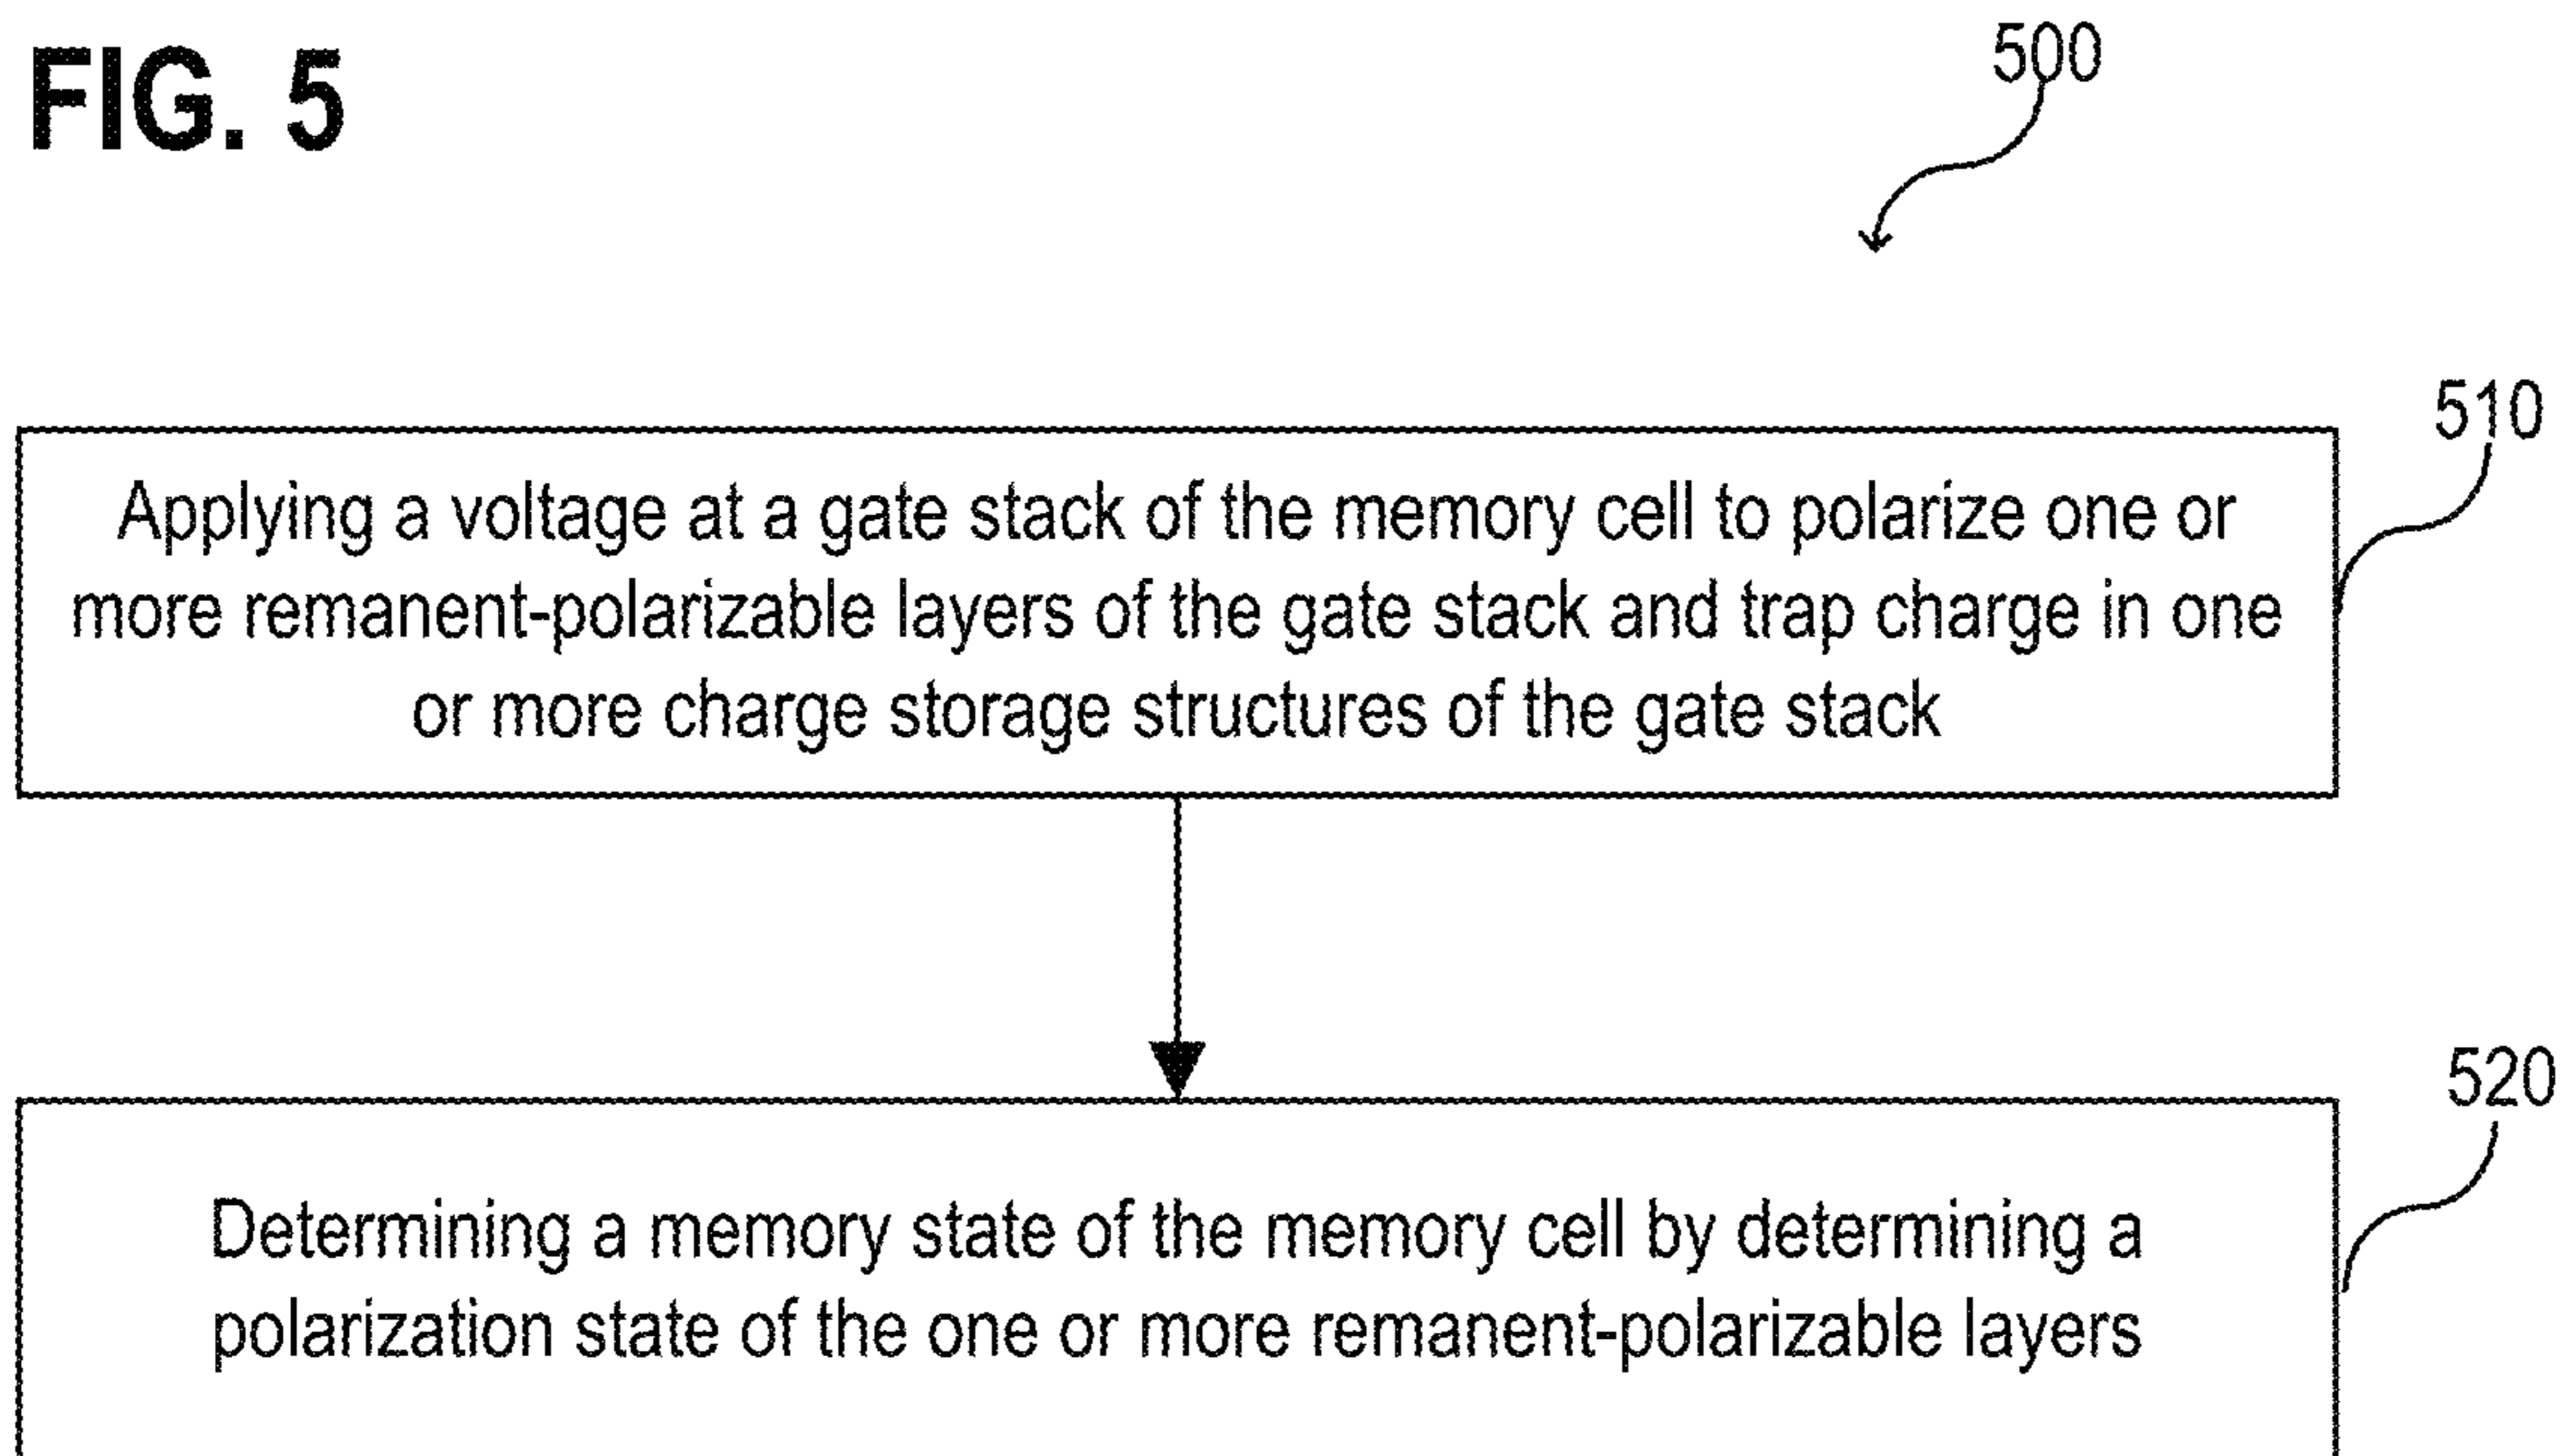 FIG. 5
500
510
Applying a voltage at a gate stack of the memory cell to polarize one or
more remanent-polarizable layers of the gate stack and trap charge in one
or more charge storage structures of the gate stack
520
Determining a memory state of the memory cell by determining a
polarization state of the one or more remanent-polarizable layers